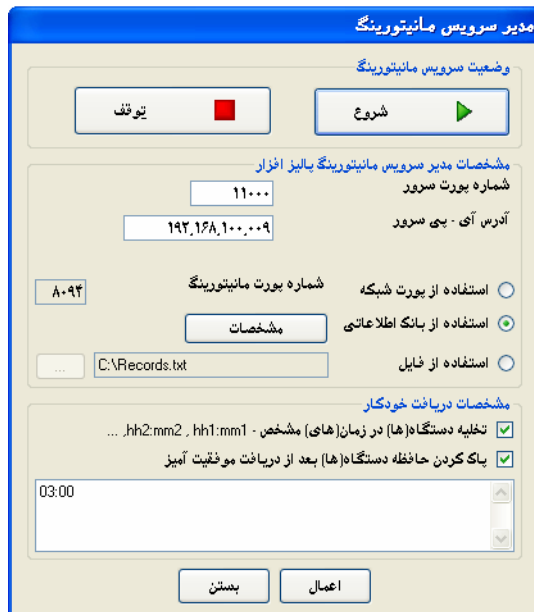 مدیر سرویس مانیتورینگ
وضعیت سرویس مانیتورینگ
شروع
توقف
مشخصات مدیر سرویس مانیتورینگ پالیز افزار
شماره پورت سرور
۱۱۰۰۰
آدرس آی - پی سرور
۱۹۲,۱۶۸,۱۰۰,۰۰۹
استفاده از پورت شبکه
شماره پورت مانیتورینگ
۸۰۹۴
استفاده از بانک اطلاعاتی
مشخصات
استفاده از فایل
C:\Records.txt
...
مشخصات دریافت خودکار
تخلیه دستگاه(ها) در زمان(های) مشخص - hh2:mm2 , hh1:mm1, ...
پاک کردن حافظه دستگاه(ها) بعد از دریافت موفقیت آمیز
03:00
اعمال
بستن